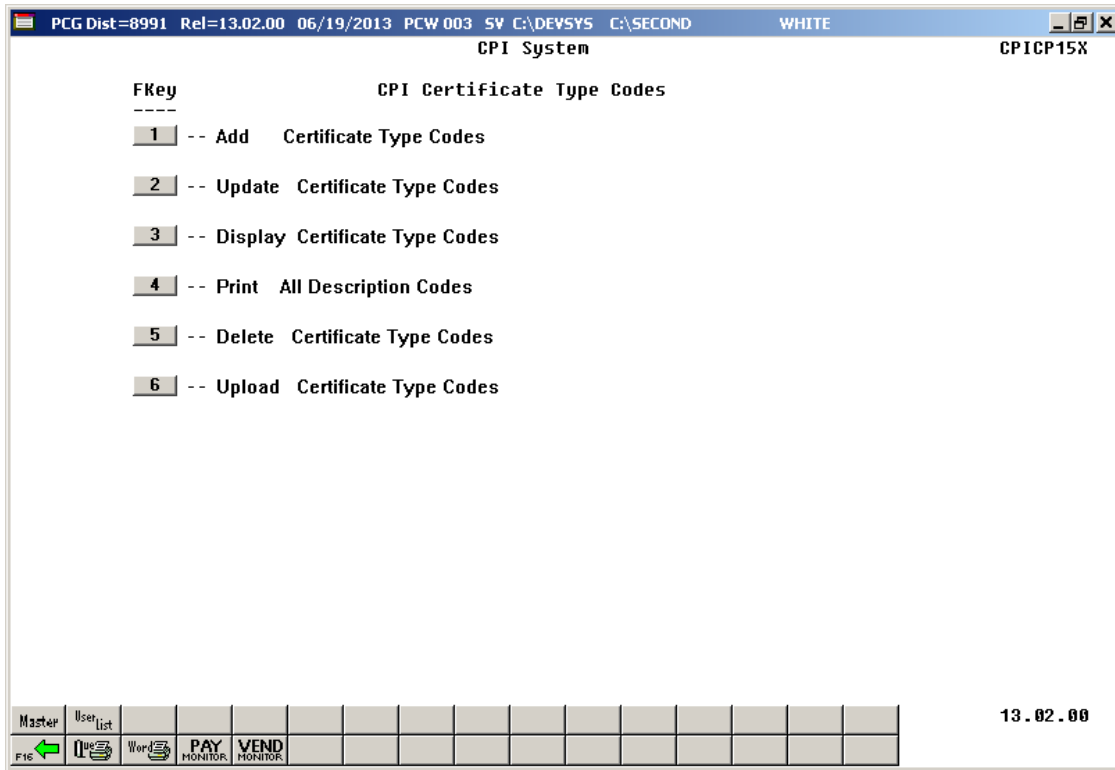 PCG Dist=8991 Rel=13.02.00 06/19/2013 PCW 003 SV C:\DEVSYS C:\SECOND WHITE
CPI System CPICP15X
FKey CPI Certificate Type Codes
----
1 -- Add Certificate Type Codes
2 -- Update Certificate Type Codes
3 -- Display Certificate Type Codes
4 -- Print All Description Codes
5 -- Delete Certificate Type Codes
6 -- Upload Certificate Type Codes
Master User List 13.02.00
F16 Que Word PAY MONITOR VEND MONITOR